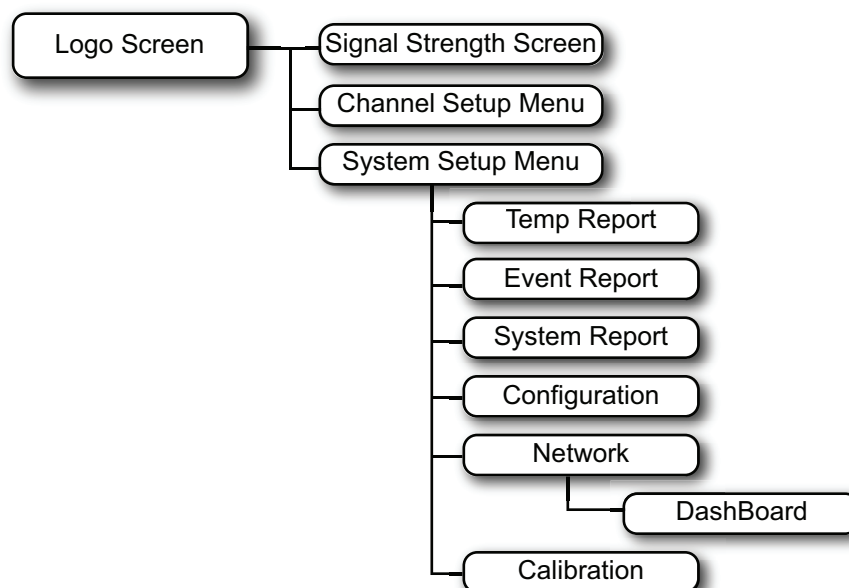 Logo Screen
Signal Strength Screen
Channel Setup Menu
System Setup Menu
Temp Report
Event Report
System Report
Configuration
Network
DashBoard
Calibration